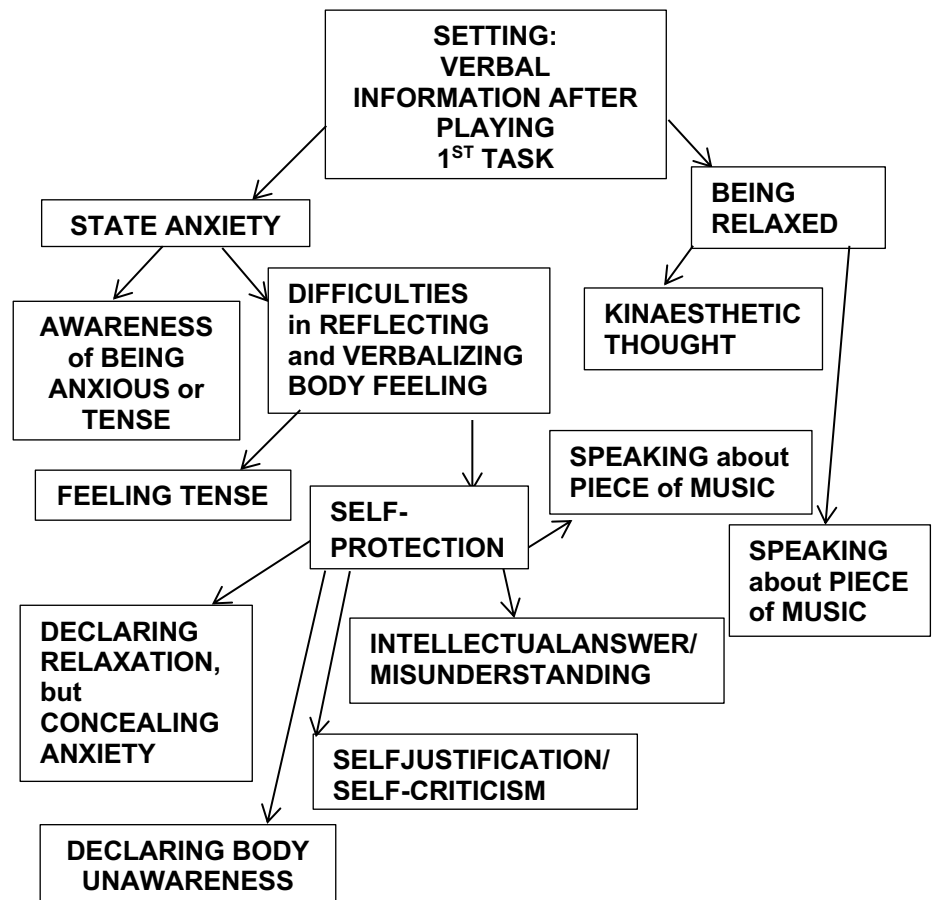 SETTING:
VERBAL
INFORMATION AFTER
PLAYING
1ST TASK
STATE ANXIETY
BEING
RELAXED
AWARENESS
of BEING
ANXIOUS or
TENSE
DIFFICULTIES
in REFLECTING
and VERBALIZING
BODY FEELING
KINAESTHETIC
THOUGHT
FEELING TENSE
SELF-
PROTECTION
SPEAKING about
PIECE of MUSIC
SPEAKING
about PIECE
of MUSIC
DECLARING
RELAXATION,
but
CONCEALING
ANXIETY
INTELLECTUALANSWER/
MISUNDERSTANDING
SELFJUSTIFICATION/
SELF-CRITICISM
DECLARING BODY
UNAWARENESS